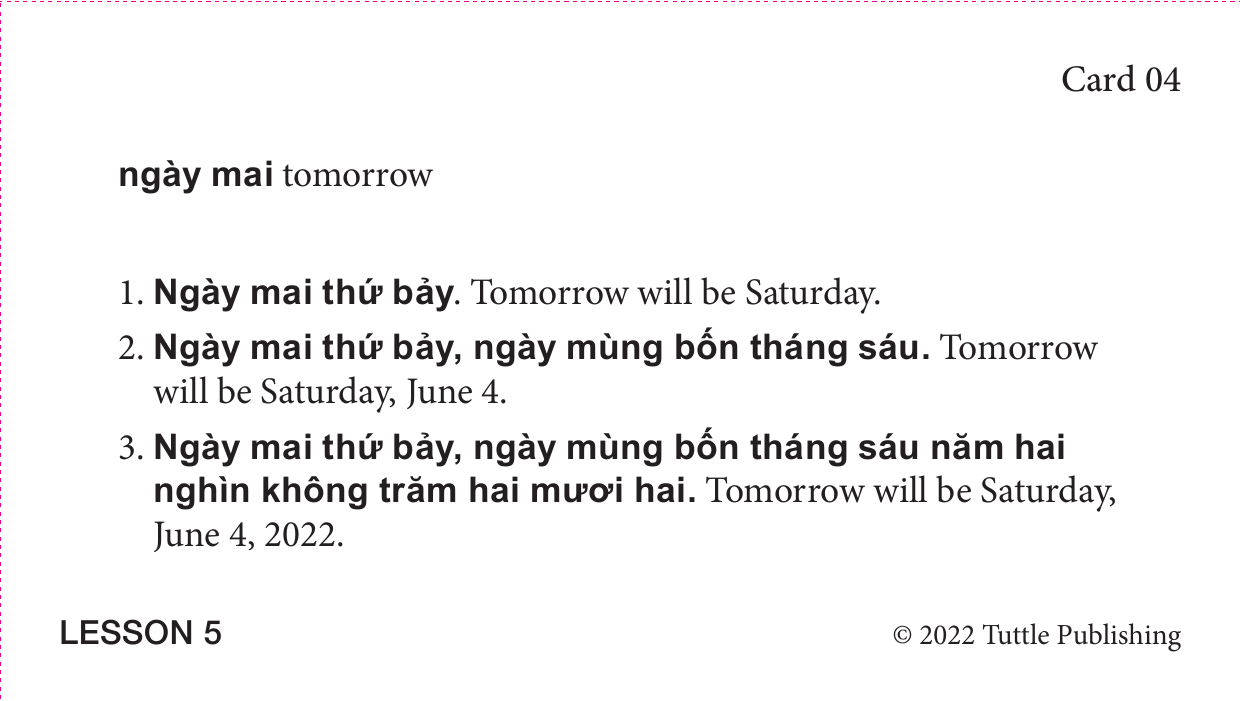 Card 04
ngày mai tomorrow
1. Ngày mai thứ bảy. Tomorrow will be Saturday.
2. Ngày mai thứ bảy, ngày mùng bốn tháng sáu. Tomorrow
will be Saturday, June 4.
3. Ngày mai thứ bảy, ngày mùng bốn tháng sáu năm hai
nghìn không trăm hai mươi hai. Tomorrow will be Saturday,
June 4, 2022.
LESSON 5
© 2022 Tuttle Publishing